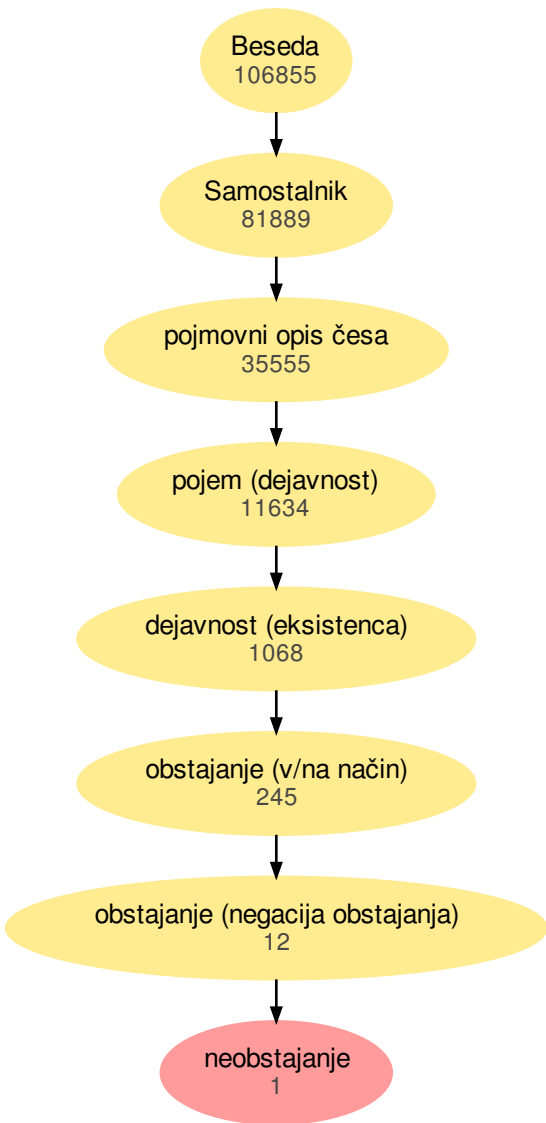 Beseda
106855
Samostalnik
81889
pojmovni opis česa
35555
pojem (dejavnost)
11634
dejavnost (eksistenca)
1068
obstajanje (v/na način)
245
obstajanje (negacija obstajanja)
12
neobstajanje
1